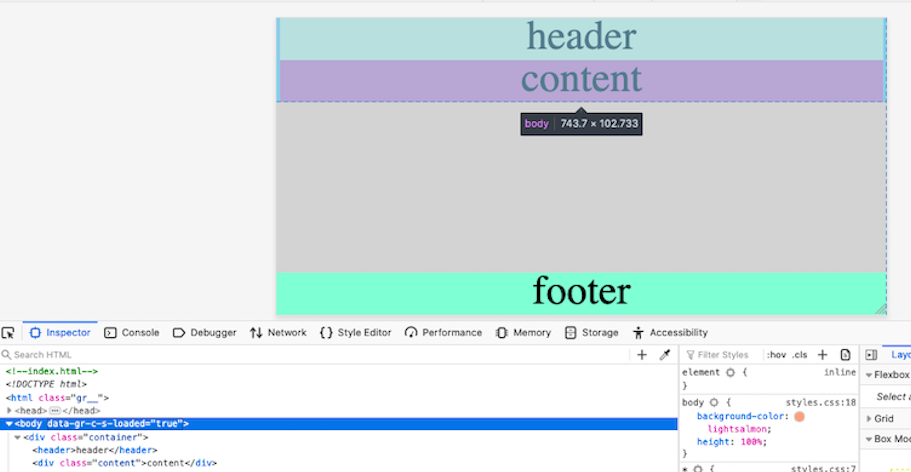 header
content
body 743.7 × 102.733
footer
Inspector Console Debugger Network Style Editor Performance Memory Storage Accessibility
Search HTML
Filter Styles :hov .cls Layo
<!--index.html-->
<!DOCTYPE html>
<html class="gr__">
<head> </head>
<body data-gr-c-s-loaded="true">
<div class="container">
<header>header</header>
<div class="content">content</div>
element { inline
}
body { styles.css:18
background-color:
lightsalmon;
height: 100%;
}
* { styles.css:7
Flexbox
Select a
Grid
Box Mod